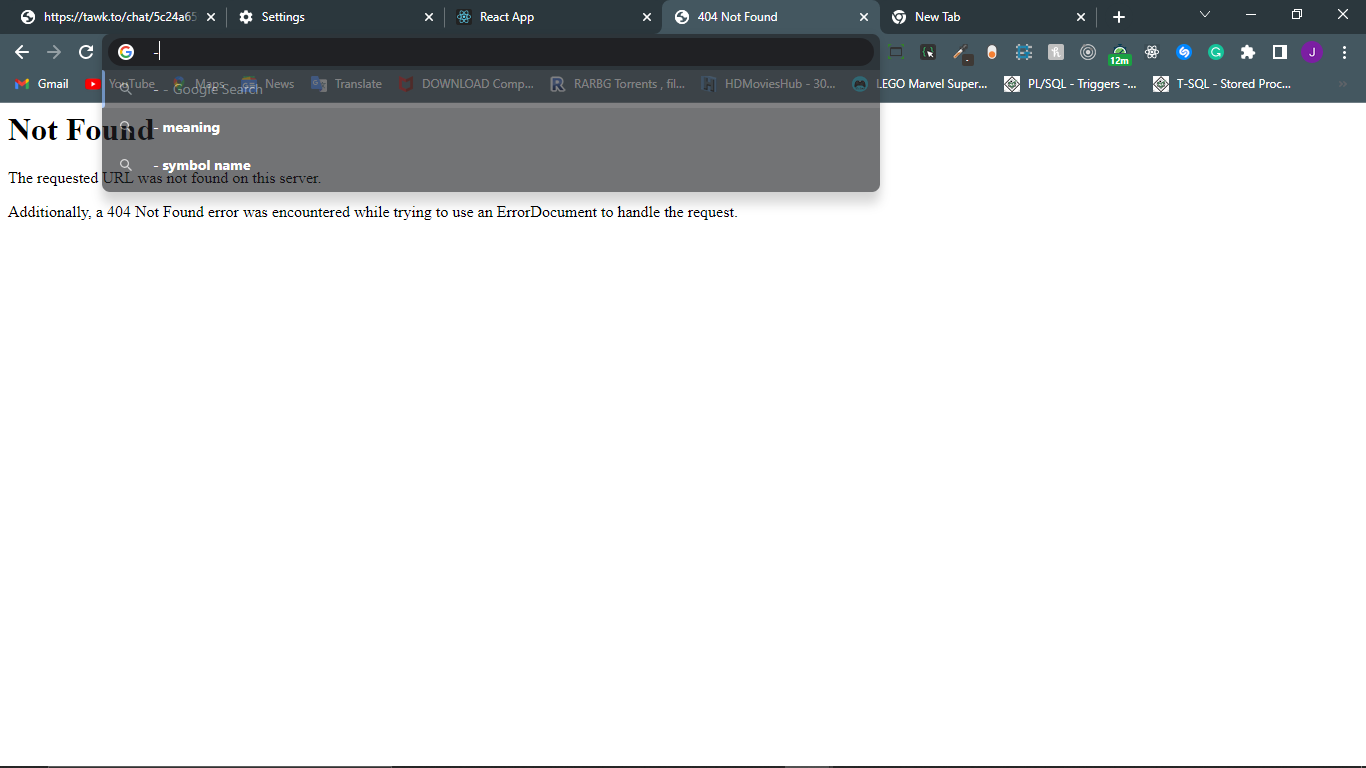 https://tawk.to/chat/5c24a65
Settings
React App
404 Not Found
New Tab
-
12m
J
Gmail
YouTube
Maps
News
Translate
DOWNLOAD Comp...
RARBG Torrents , fil...
HDMoviesHub - 30...
LEGO Marvel Super...
PL/SQL - Triggers -...
T-SQL - Stored Proc...
- - Google Search
- meaning
- symbol name
Not Found
The requested URL was not found on this server.
Additionally, a 404 Not Found error was encountered while trying to use an ErrorDocument to handle the request.